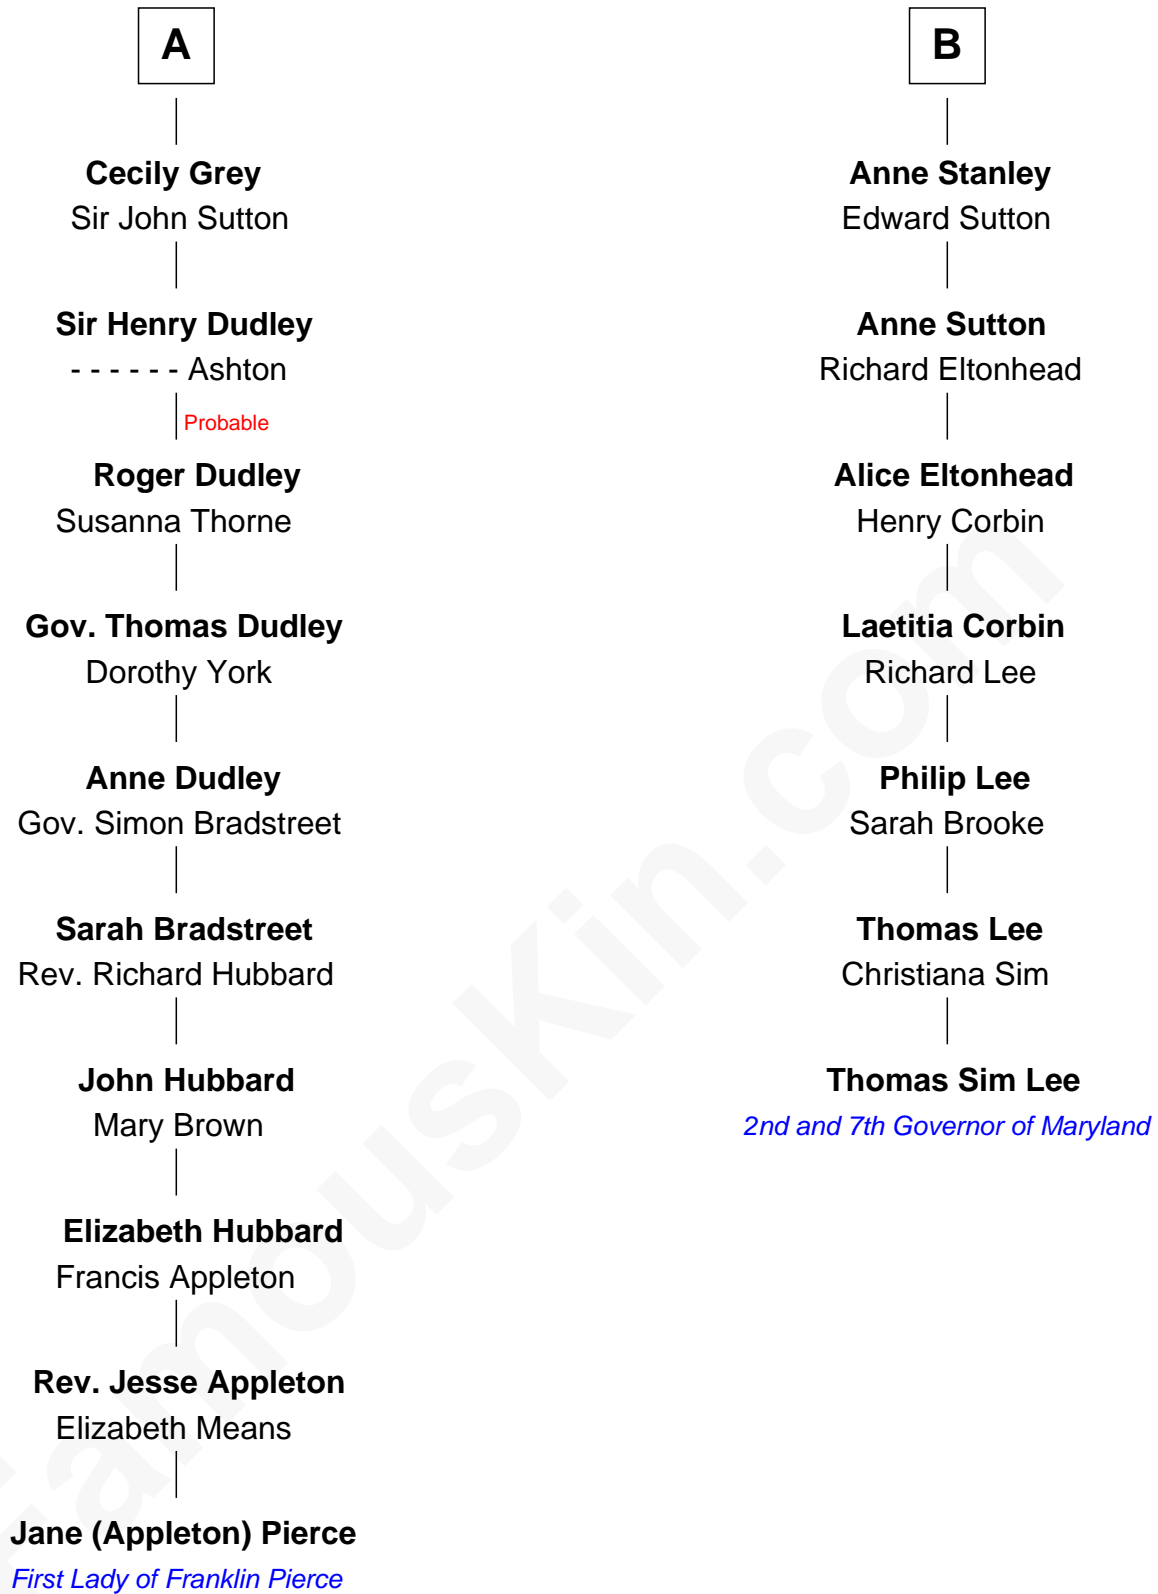 A
Cecily Grey
Sir John Sutton
Sir Henry Dudley
- - - - - - Ashton
Probable
Roger Dudley
Susanna Thorne
Gov. Thomas Dudley
Dorothy York
Anne Dudley
Gov. Simon Bradstreet
Sarah Bradstreet
Rev. Richard Hubbard
John Hubbard
Mary Brown
Elizabeth Hubbard
Francis Appleton
Rev. Jesse Appleton
Elizabeth Means
Jane (Appleton) Pierce
First Lady of Franklin Pierce
B
Anne Stanley
Edward Sutton
Anne Sutton
Richard Eltonhead
Alice Eltonhead
Henry Corbin
Laetitia Corbin
Richard Lee
Philip Lee
Sarah Brooke
Thomas Lee
Christiana Sim
Thomas Sim Lee
2nd and 7th Governor of Maryland
FamousKin.com